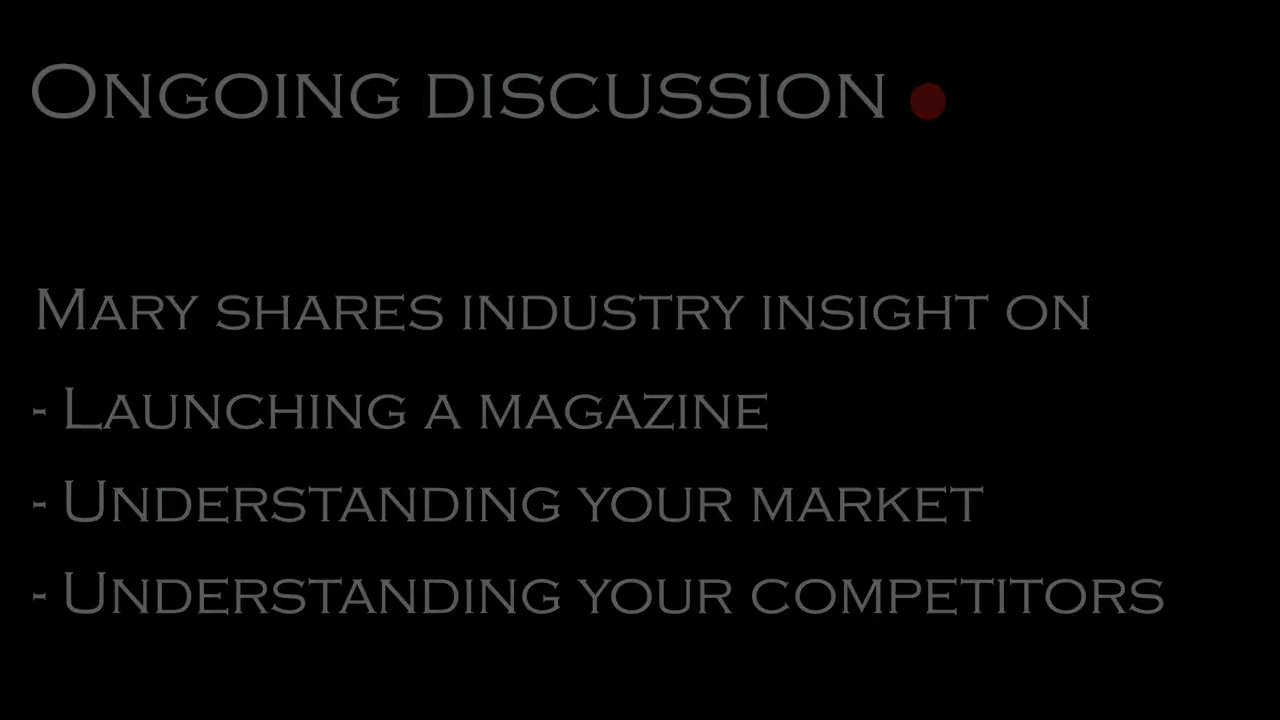 Ongoing discussion
Mary shares industry insight on
- Launching a magazine
- Understanding your market
- Understanding your competitors